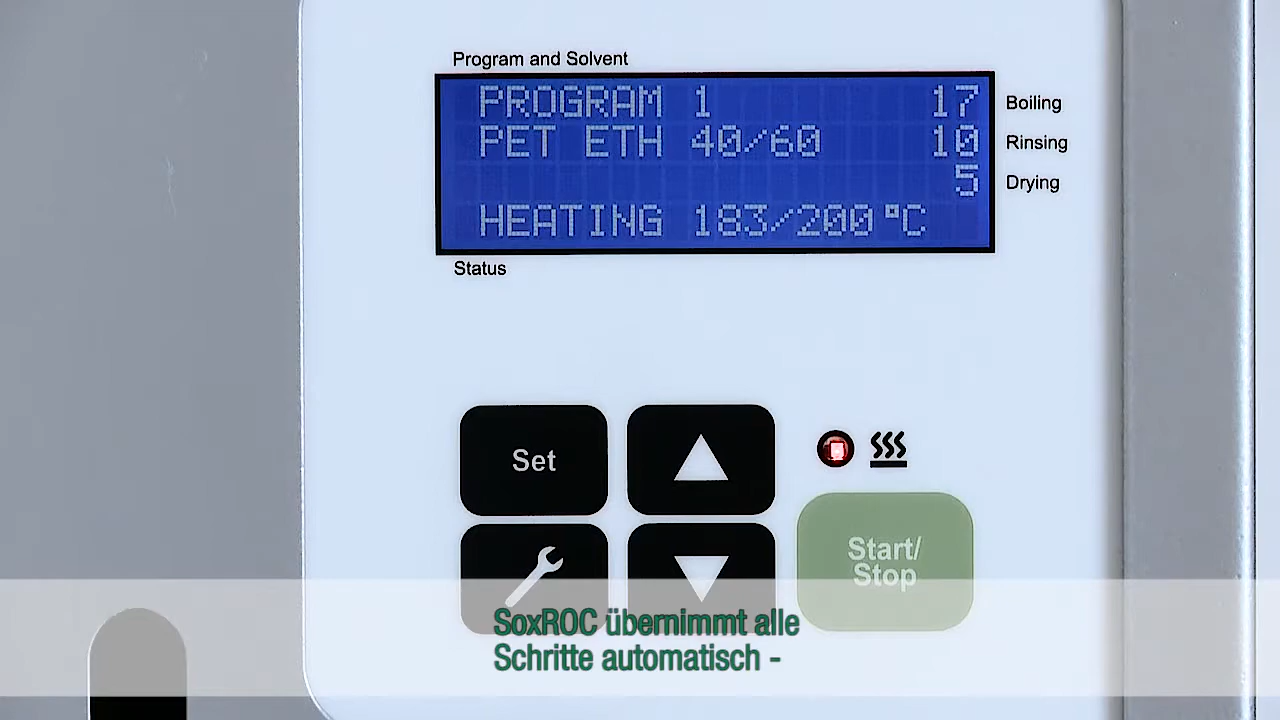 Program and Solvent
PROGRAM 1 17 Boiling
PET ETH 40/60 10 Rinsing
5 Drying
HEATING 183/200°C
Status
Set
Start/
Stop
SoxROC übernimmt alle
Schritte automatisch -